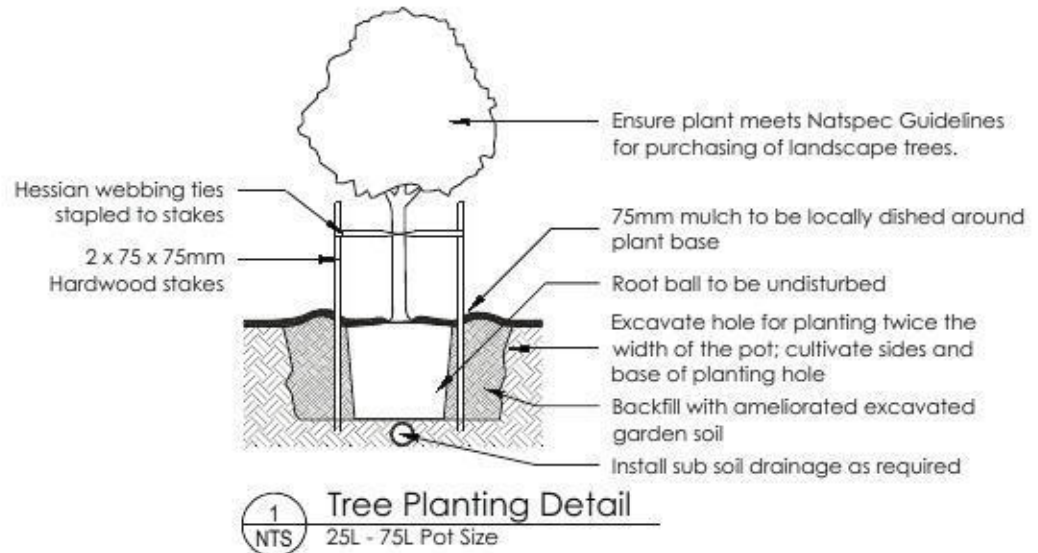 Ensure plant meets Natspec Guidelines
for purchasing of landscape trees.
Hessian webbing ties
stapled to stakes
2 x 75 x 75mm
Hardwood stakes
75mm mulch to be locally dished around
plant base
Root ball to be undisturbed
Excavate hole for planting twice the
width of the pot; cultivate sides and
base of planting hole
Backfill with ameliorated excavated
garden soil
Install sub soil drainage as required
1
NTS
Tree Planting Detail
25L - 75L Pot Size